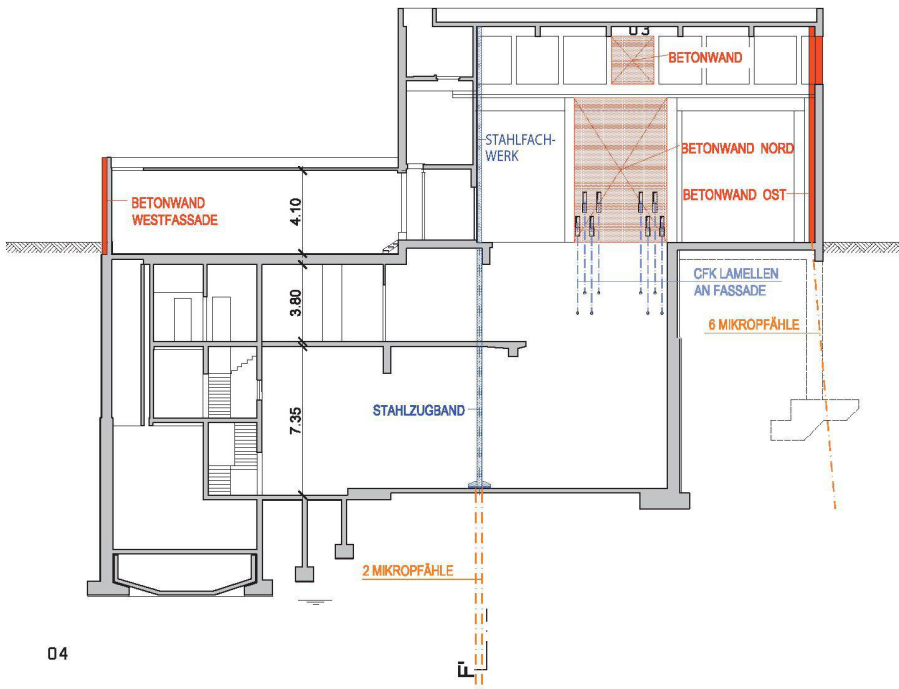 03
BETONWAND
STAHLFACH-
WERK
BETONWAND NORD
BETONWAND OST
BETONWAND
WESTFASSADE
4.10
CFK LAMELLEN
AN FASSADE
3.80
6 MIKROPFÄHLE
STAHLZUGBAND
7.35
2 MIKROPFÄHLE
04
F'